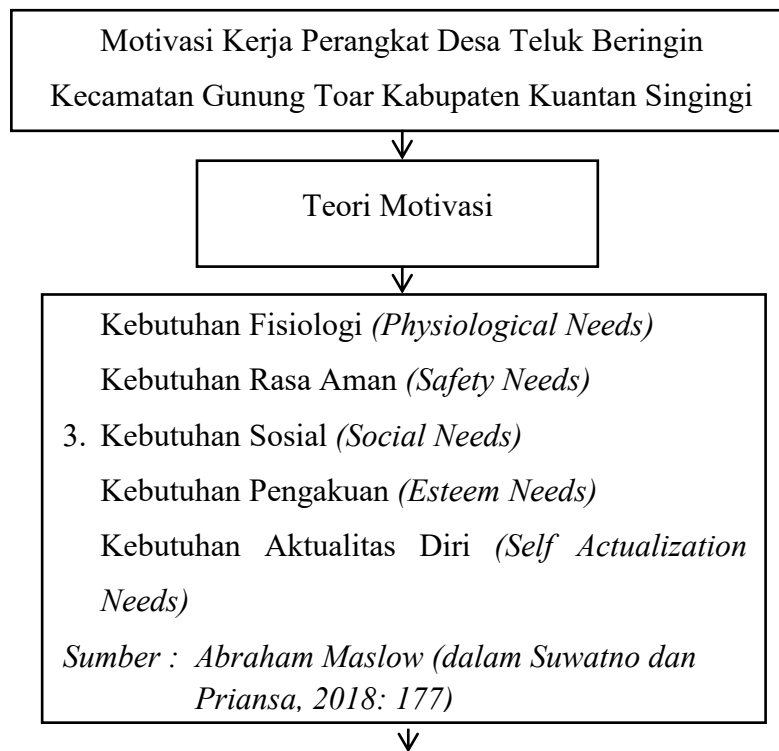 Motivasi Kerja Perangkat Desa Teluk Beringin
Kecamatan Gunung Toar Kabupaten Kuantan Singingi
Teori Motivasi
Kebutuhan Fisiologi (Physiological Needs)
Kebutuhan Rasa Aman (Safety Needs)
3. Kebutuhan Sosial (Social Needs)
Kebutuhan Pengakuan (Esteem Needs)
Kebutuhan Aktualitas Diri (Self Actualization
Needs)
Sumber : Abraham Maslow (dalam Suwatno dan
Priansa, 2018: 177)